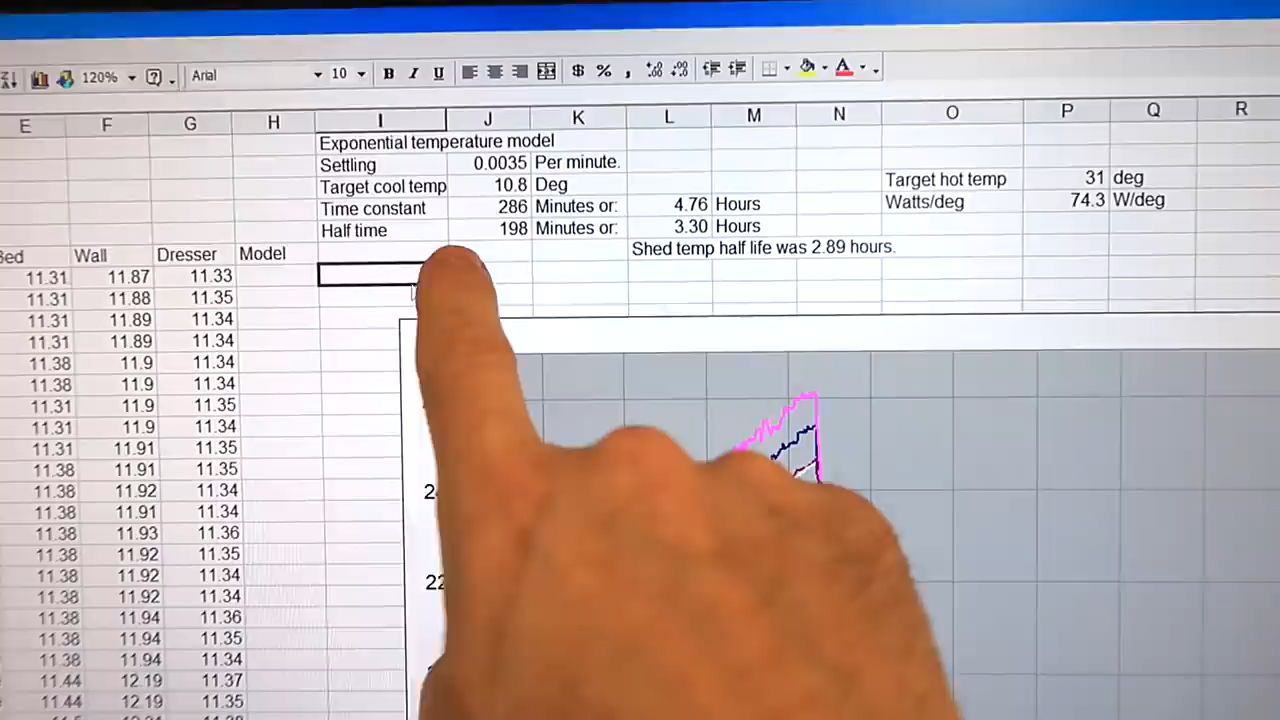 120% Arial 10 B I U $ % ,
E F G H I J K L M N O P Q R
Exponential temperature model
Settling 0.0035 Per minute.
Target cool temp 10.8 Deg
Target hot temp 31 deg
Time constant 286 Minutes or: 4.76 Hours
Watts/deg 74.3 W/deg
Half time 198 Minutes or: 3.30 Hours
Shed temp half life was 2.89 hours.
Wall Dresser Model
11.31 11.87 11.33
11.31 11.88 11.35
11.31 11.89 11.34
11.31 11.89 11.34
11.38 11.9 11.34
11.38 11.9 11.34
11.31 11.9 11.35
11.31 11.9 11.34
11.31 11.91 11.35
11.38 11.91 11.35
11.38 11.92 11.34
11.38 11.91 11.34
11.38 11.93 11.36
11.38 11.92 11.35
11.38 11.92 11.34
11.38 11.92 11.34
11.38 11.94 11.36
11.38 11.94 11.35
11.38 11.94 11.34
11.44 12.19 11.37
11.44 12.19 11.35
22